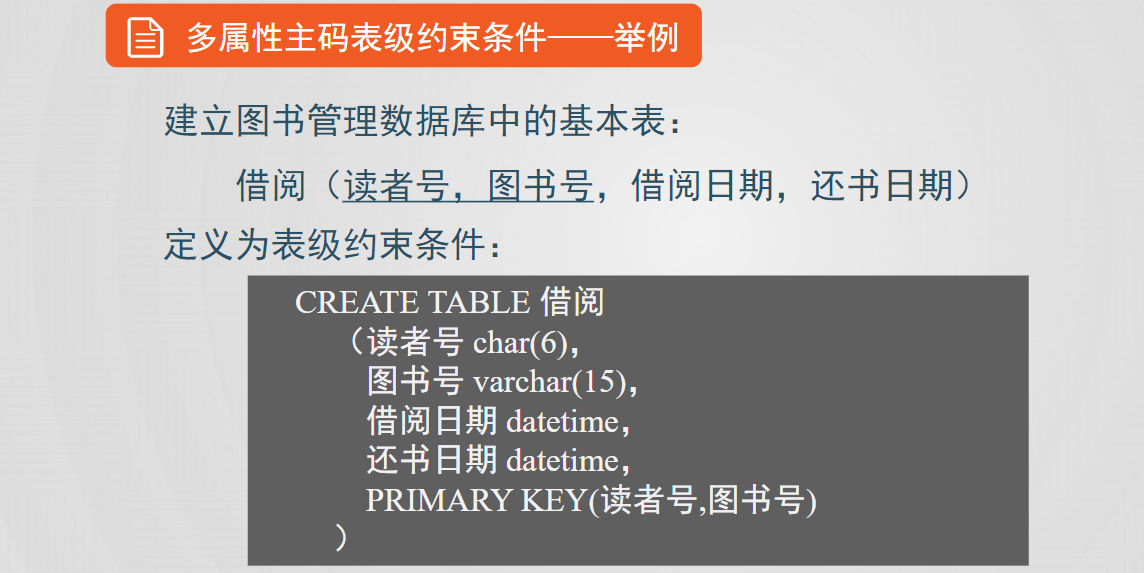 多属性主码表级约束条件——举例
建立图书管理数据库中的基本表：
借阅（读者号，图书号，借阅日期，还书日期）
定义为表级约束条件：
CREATE TABLE 借阅
（读者号 char(6)，
图书号 varchar(15)，
借阅日期 datetime，
还书日期 datetime，
PRIMARY KEY(读者号,图书号)
）